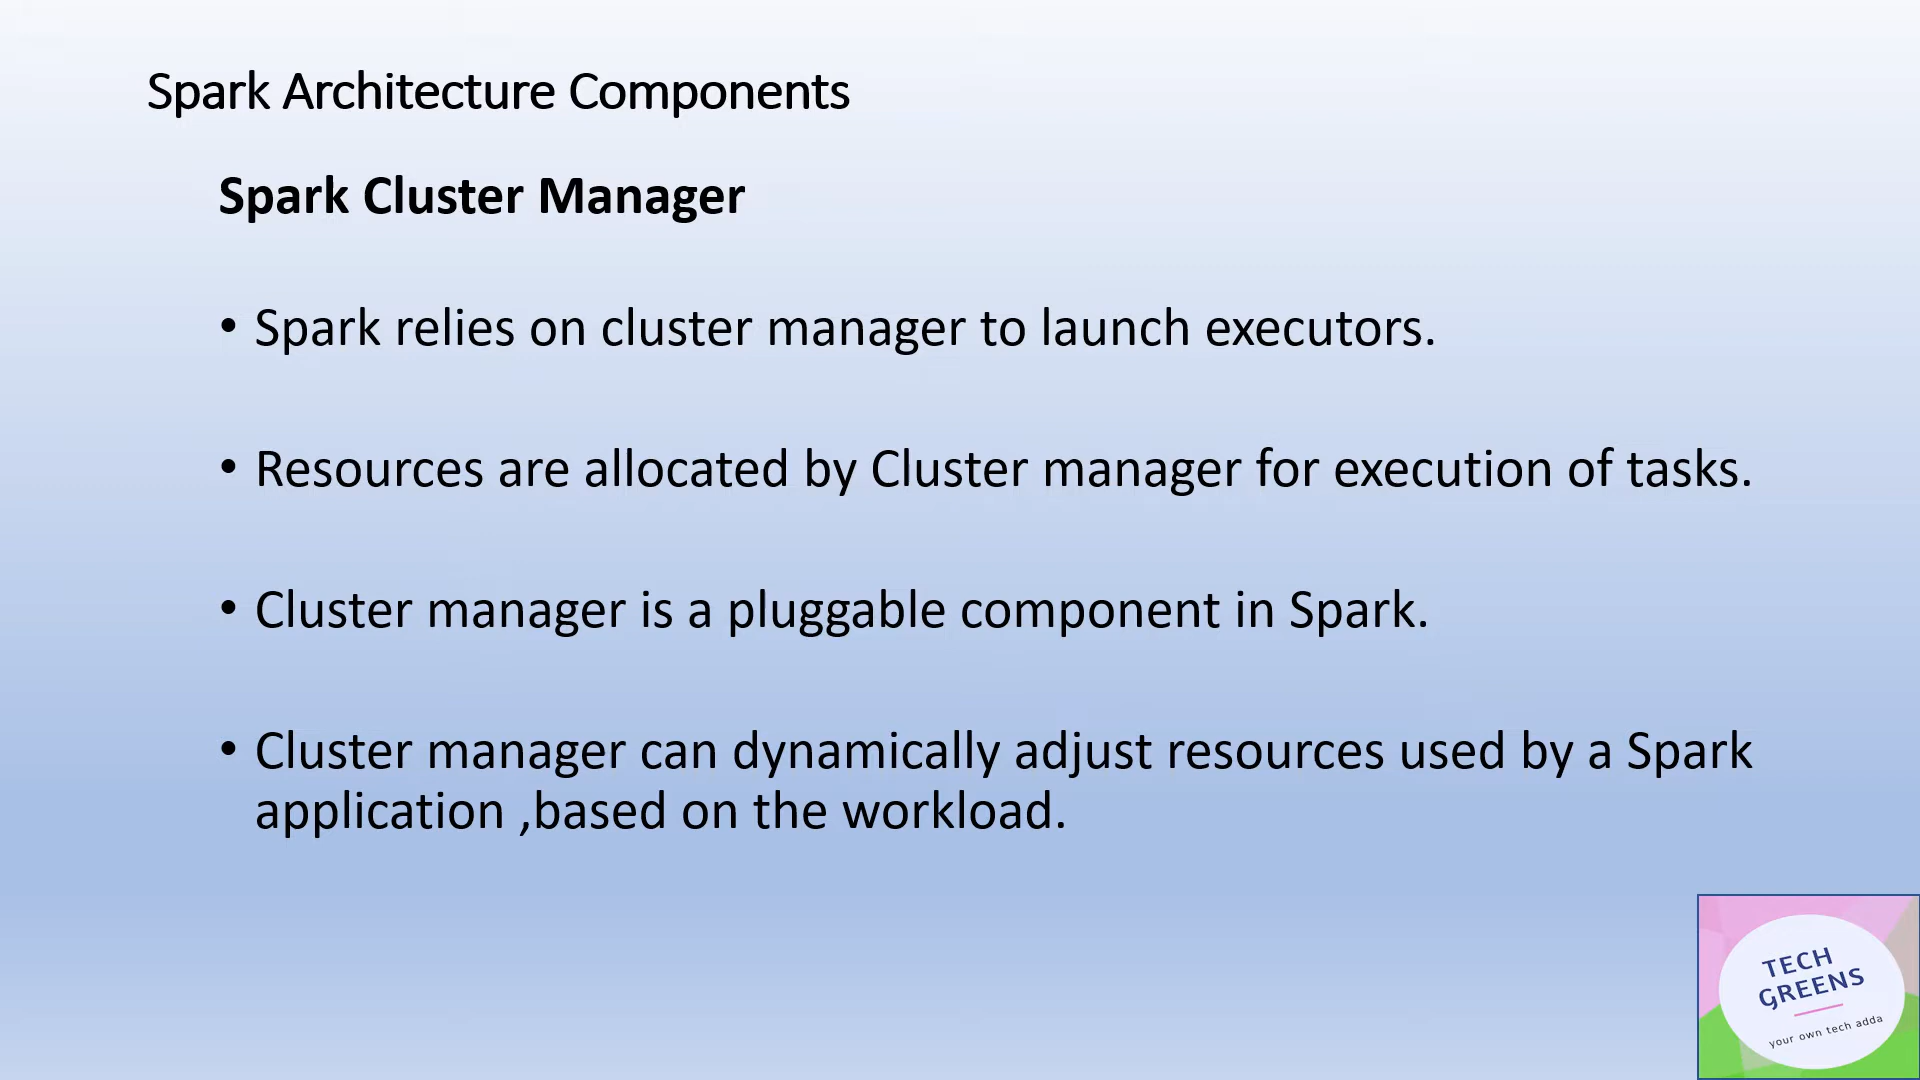 Spark Architecture Components
Spark Cluster Manager
• Spark relies on cluster manager to launch executors.
• Resources are allocated by Cluster manager for execution of tasks.
• Cluster manager is a pluggable component in Spark.
• Cluster manager can dynamically adjust resources used by a Spark
application ,based on the workload.
TECH
GREENS
your own tech adda